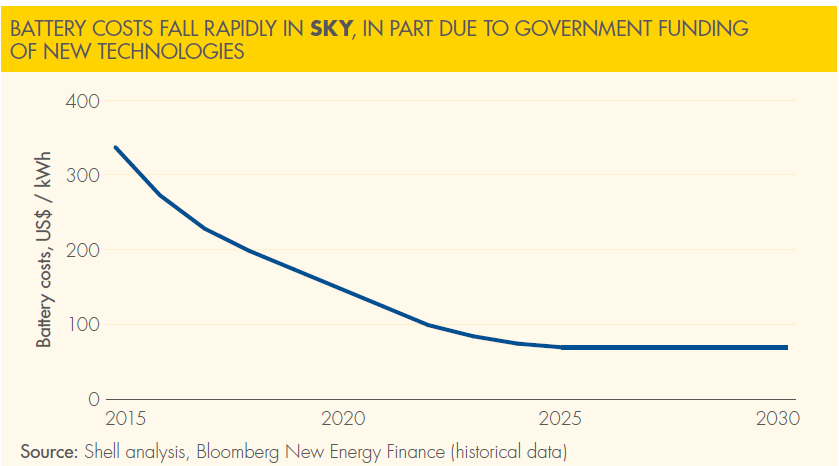 BATTERY COSTS FALL RAPIDLY IN SKY, IN PART DUE TO GOVERNMENT FUNDING
OF NEW TECHNOLOGIES
Battery costs, US$ / kWh
400
300
200
100
0
2015 2020 2025 2030
Source: Shell analysis, Bloomberg New Energy Finance (historical data)